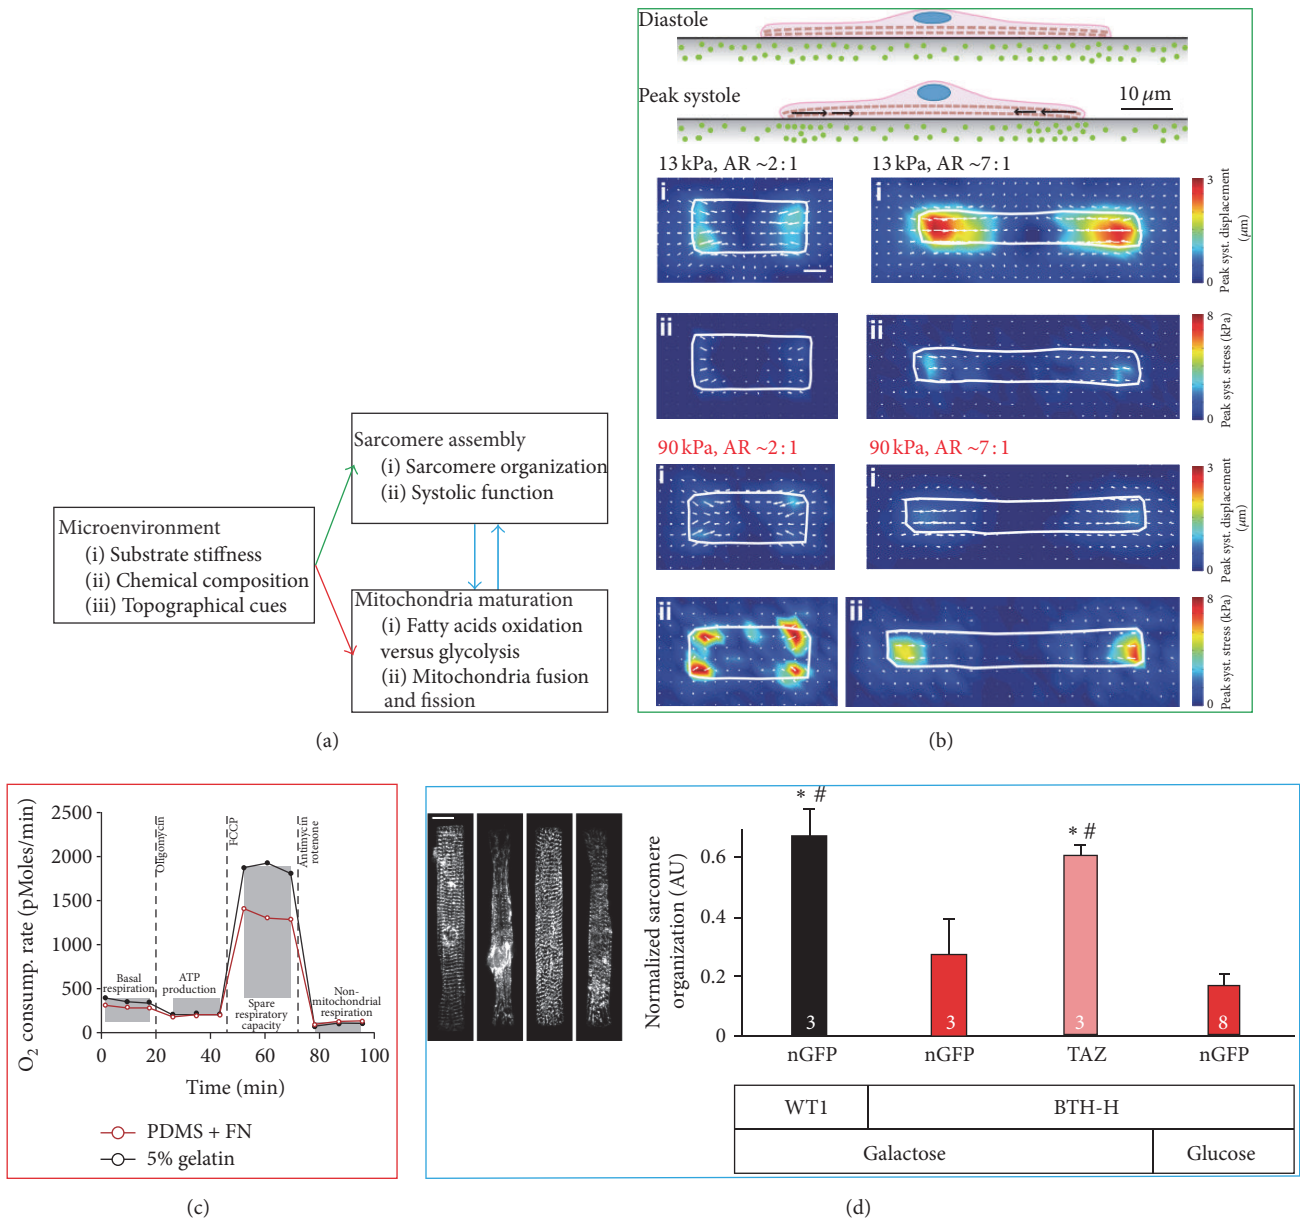 Microenvironment
(i) Substrate stiffness
(ii) Chemical composition
(iii) Topographical cues
Sarcomere assembly
(i) Sarcomere organization
(ii) Systolic function
Mitochondria maturation
(i) Fatty acids oxidation
versus glycolysis
(ii) Mitochondria fusion
and fission
(a)
Diastole
Peak systole
10 μm
13 kPa, AR ~2 : 1
13 kPa, AR ~7 : 1
i
i
3
0
Peak syst. displacement
(μm)
ii
ii
8
0
Peak syst. stress (kPa)
90 kPa, AR ~2 : 1
90 kPa, AR ~7 : 1
i
i
3
0
Peak syst. displacement
(μm)
ii
ii
8
0
Peak syst. stress (kPa)
(b)
O2 consump. rate (pMoles/min)
2500
2000
1500
1000
500
0
Oligomycin
FCCP
Antimycin
rotenone
Basal
respiration
ATP
production
Spare
respiratory
capacity
Non-
mitochondrial
respiration
0 20 40 60 80 100
Time (min)
PDMS + FN
5% gelatin
(c)
Normalized sarcomere
organization (AU)
0.6
0.4
0.2
0
* #
* #
3
3
3
8
nGFP nGFP TAZ nGFP
WT1 BTH-H
Galactose Glucose
(d)